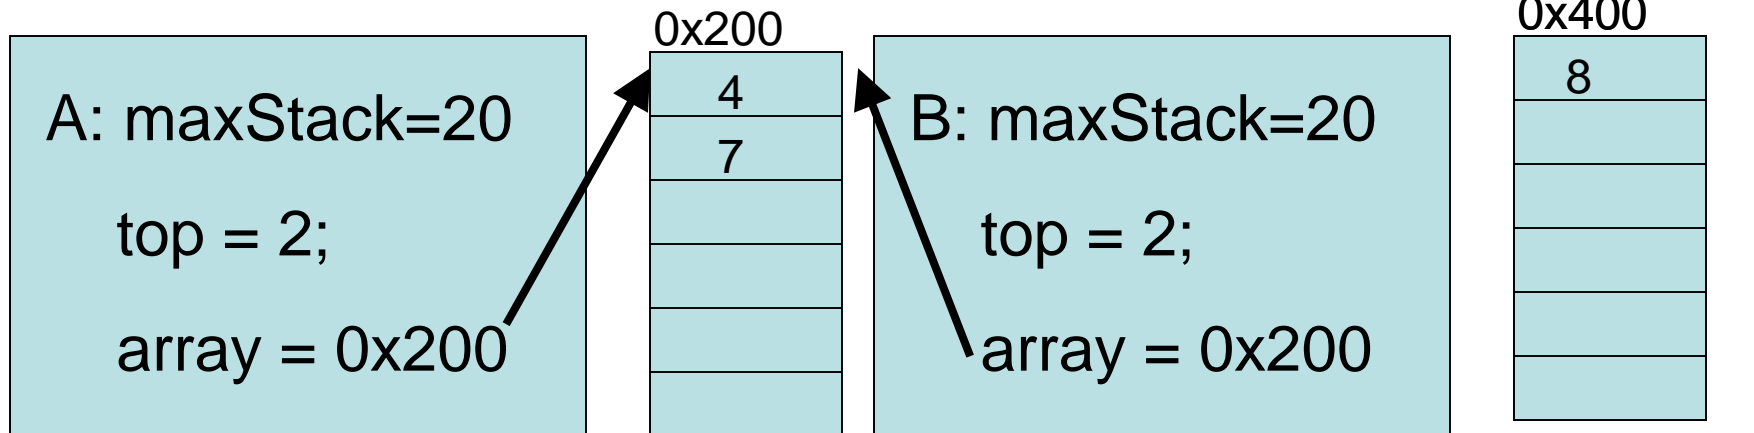 0x200
0x400
A: maxStack=20
top = 2;
array = 0x200
4
7
B: maxStack=20
top = 2;
array = 0x200
8